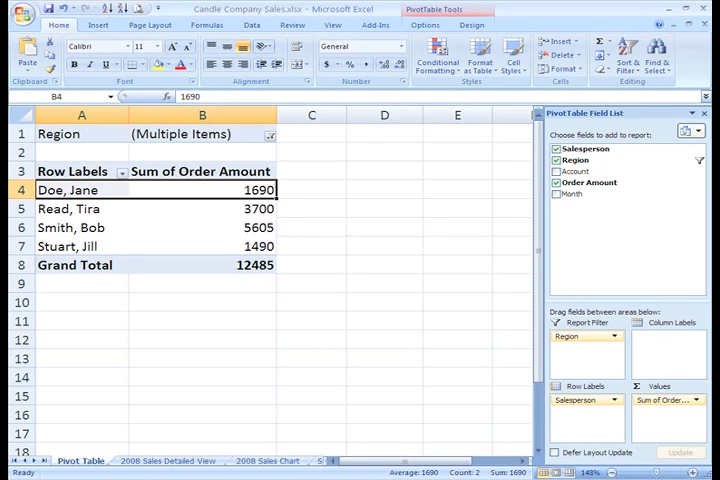 Candle Company Sales.xlsx - Microsoft Excel
PivotTable Tools
Home Insert Page Layout Formulas Data Review Add-Ins Options Design
Calibri 11 General
Paste
Conditional Formatting
Format as Table
Cell Styles
Insert
Delete
Format
Sort & Filter
Find & Select
Clipboard Font Alignment Number Styles Cells Editing
B4 1690
A B C D E
1 Region (Multiple Items)
2
3 Row Labels Sum of Order Amount
4 Doe, Jane 1690
5 Read, Tira 3700
6 Smith, Bob 5605
7 Stuart, Jill 1490
8 Grand Total 12485
9
10
11
12
13
14
15
16
17
18
PivotTable Field List
Choose fields to add to report:
Salesperson
Region
Account
Order Amount
Month
Drag fields between areas below:
Report Filter Column Labels
Region
Row Labels Σ Values
Salesperson Sum of Order...
Defer Layout Update Update
Pivot Table 2008 Sales Detailed View 2008 Sales Chart S
Ready Average: 1690 Count: 2 Sum: 1690 148%